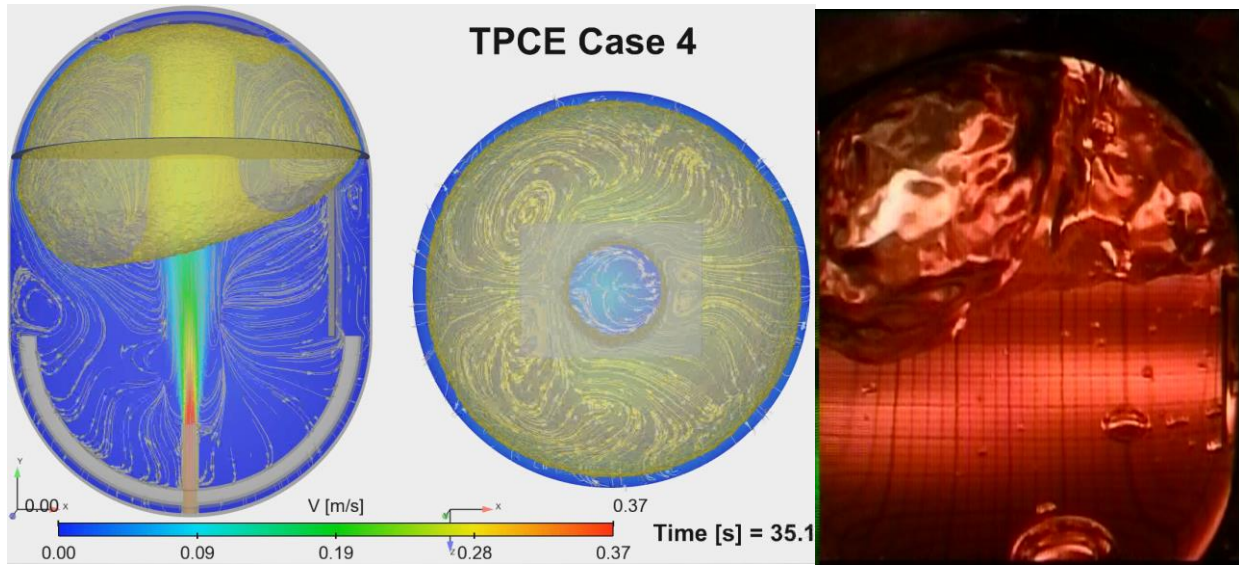 TPCE Case 4
Y
X
0.00
V [m/s]
X
Z
0.37
0.00
0.09
0.19
0.28
0.37
Time [s] = 35.1